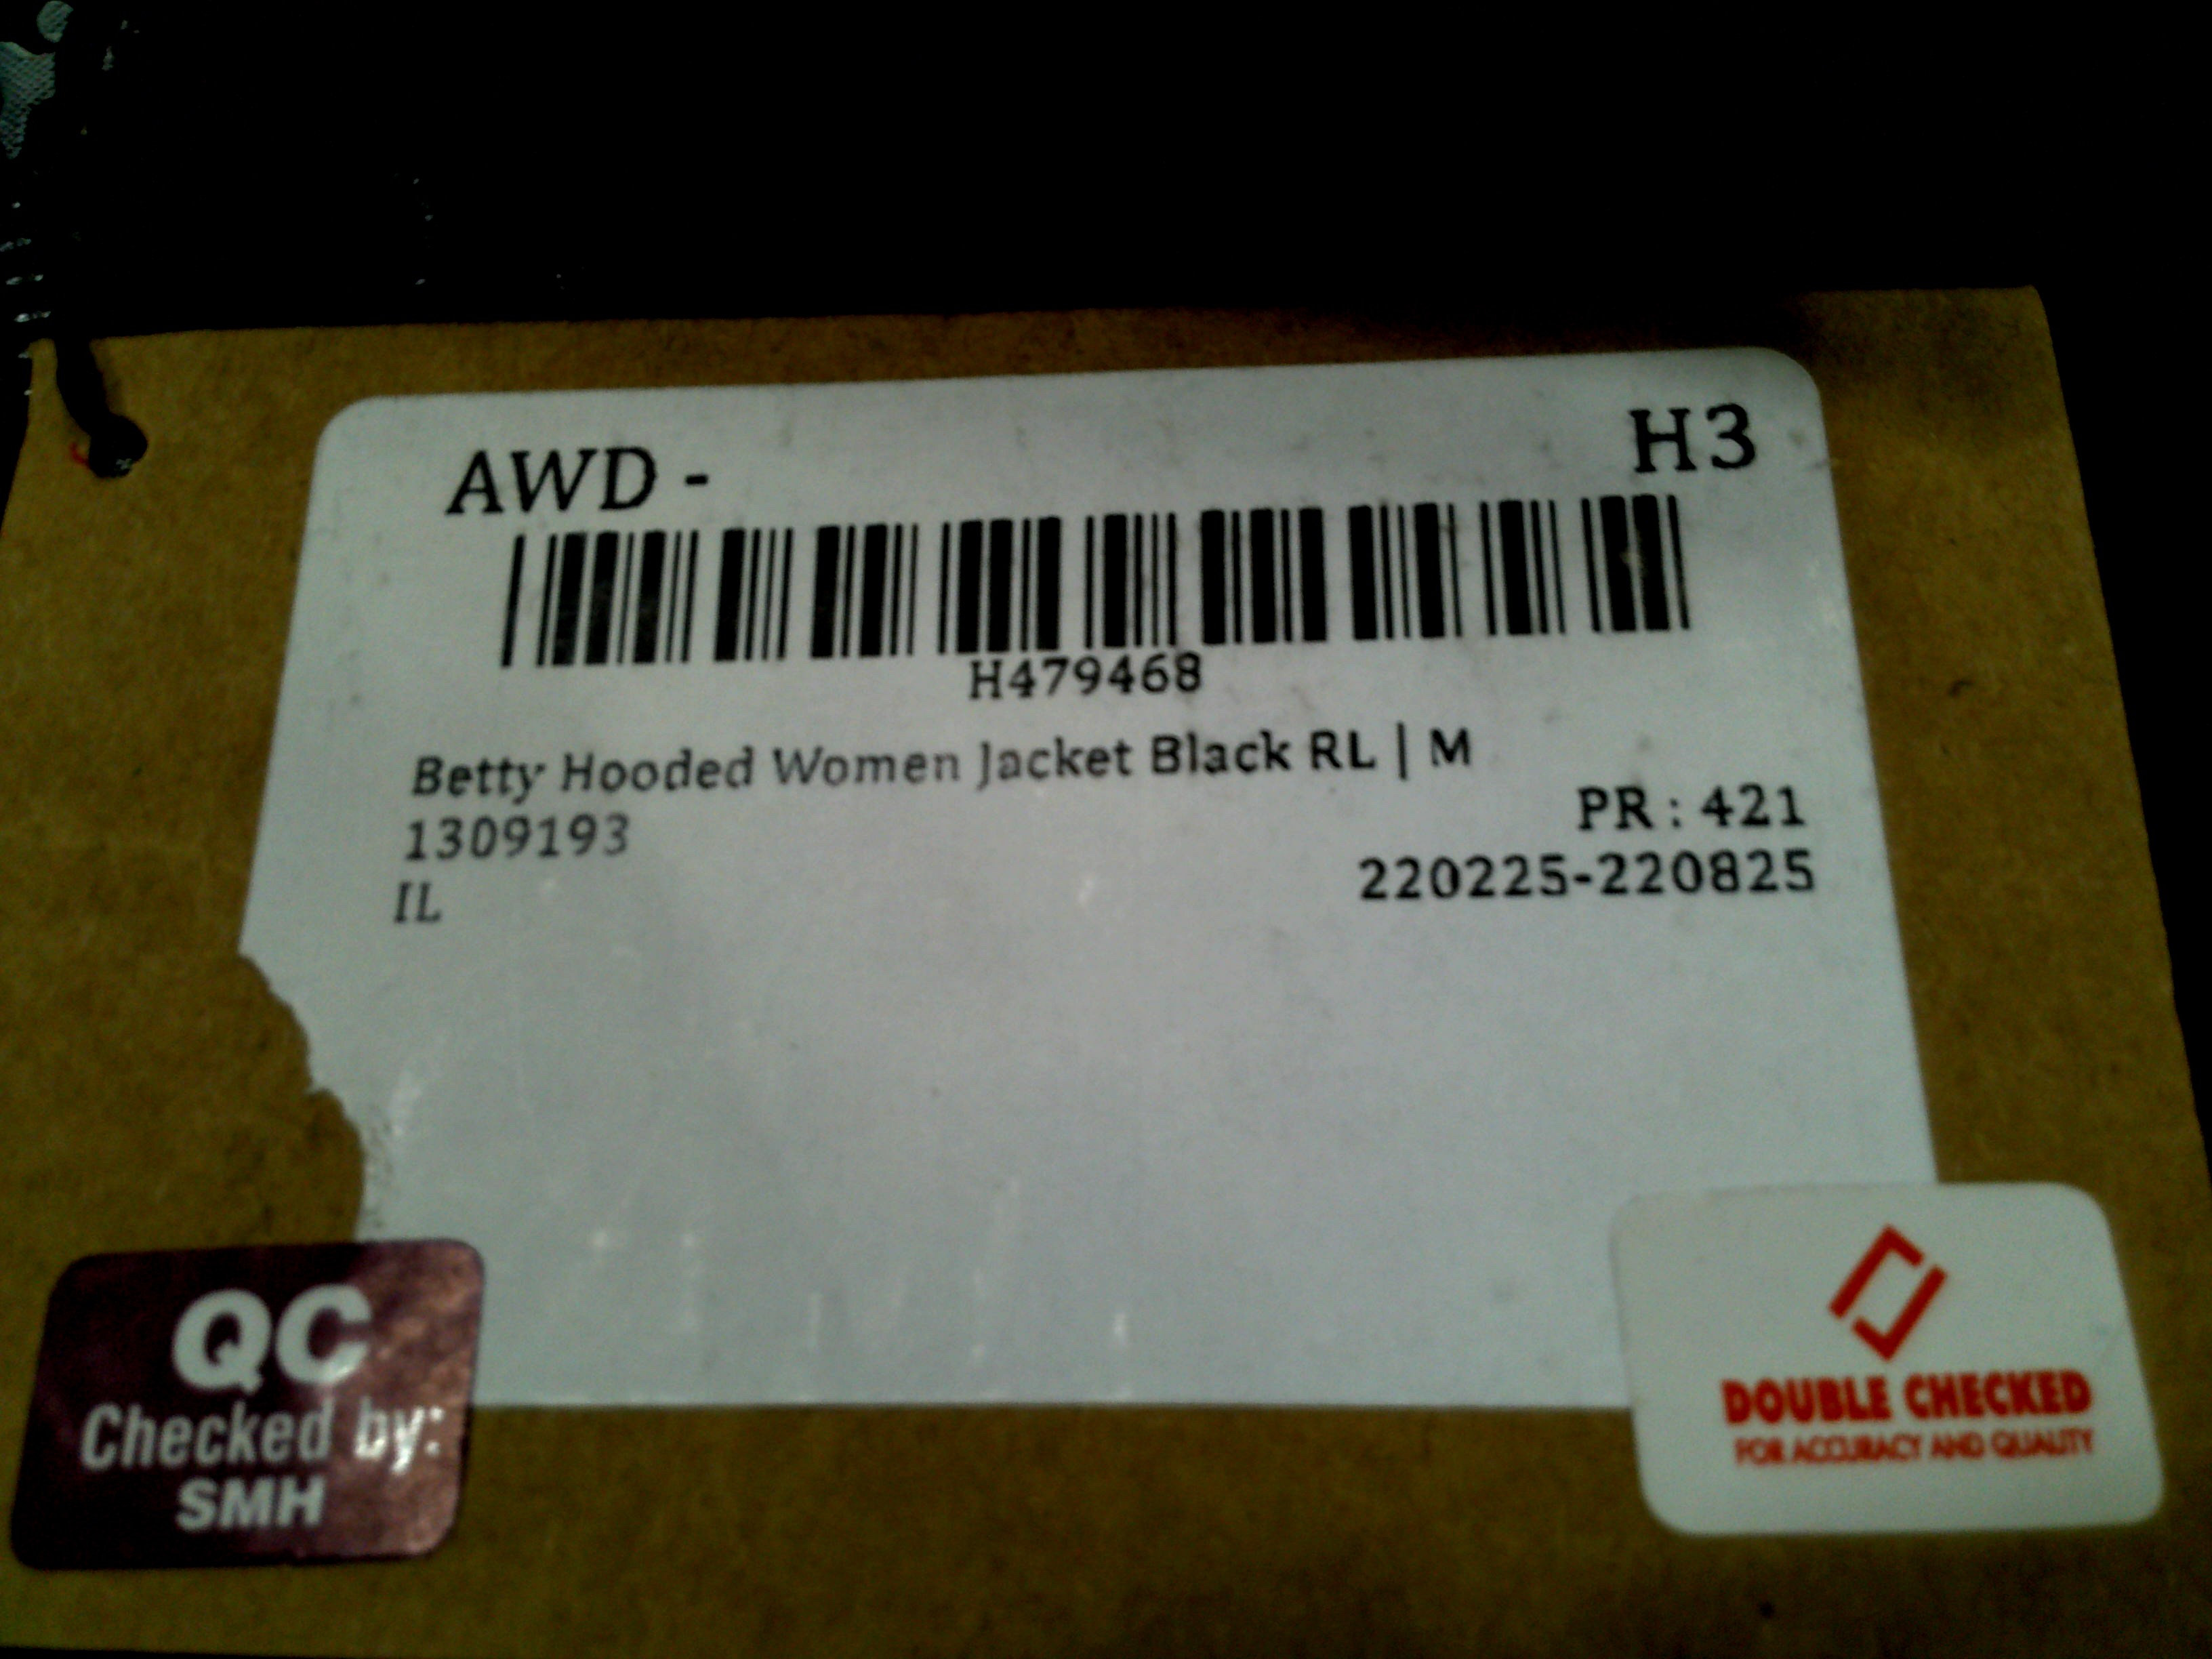 AWD - H3
H479468
Betty Hooded Women Jacket Black RL | M
PR : 421
1309193
220225-220825
IL
QC
Checked by:
SMH
DOUBLE CHECKED
FOR ACCURACY AND QUALITY